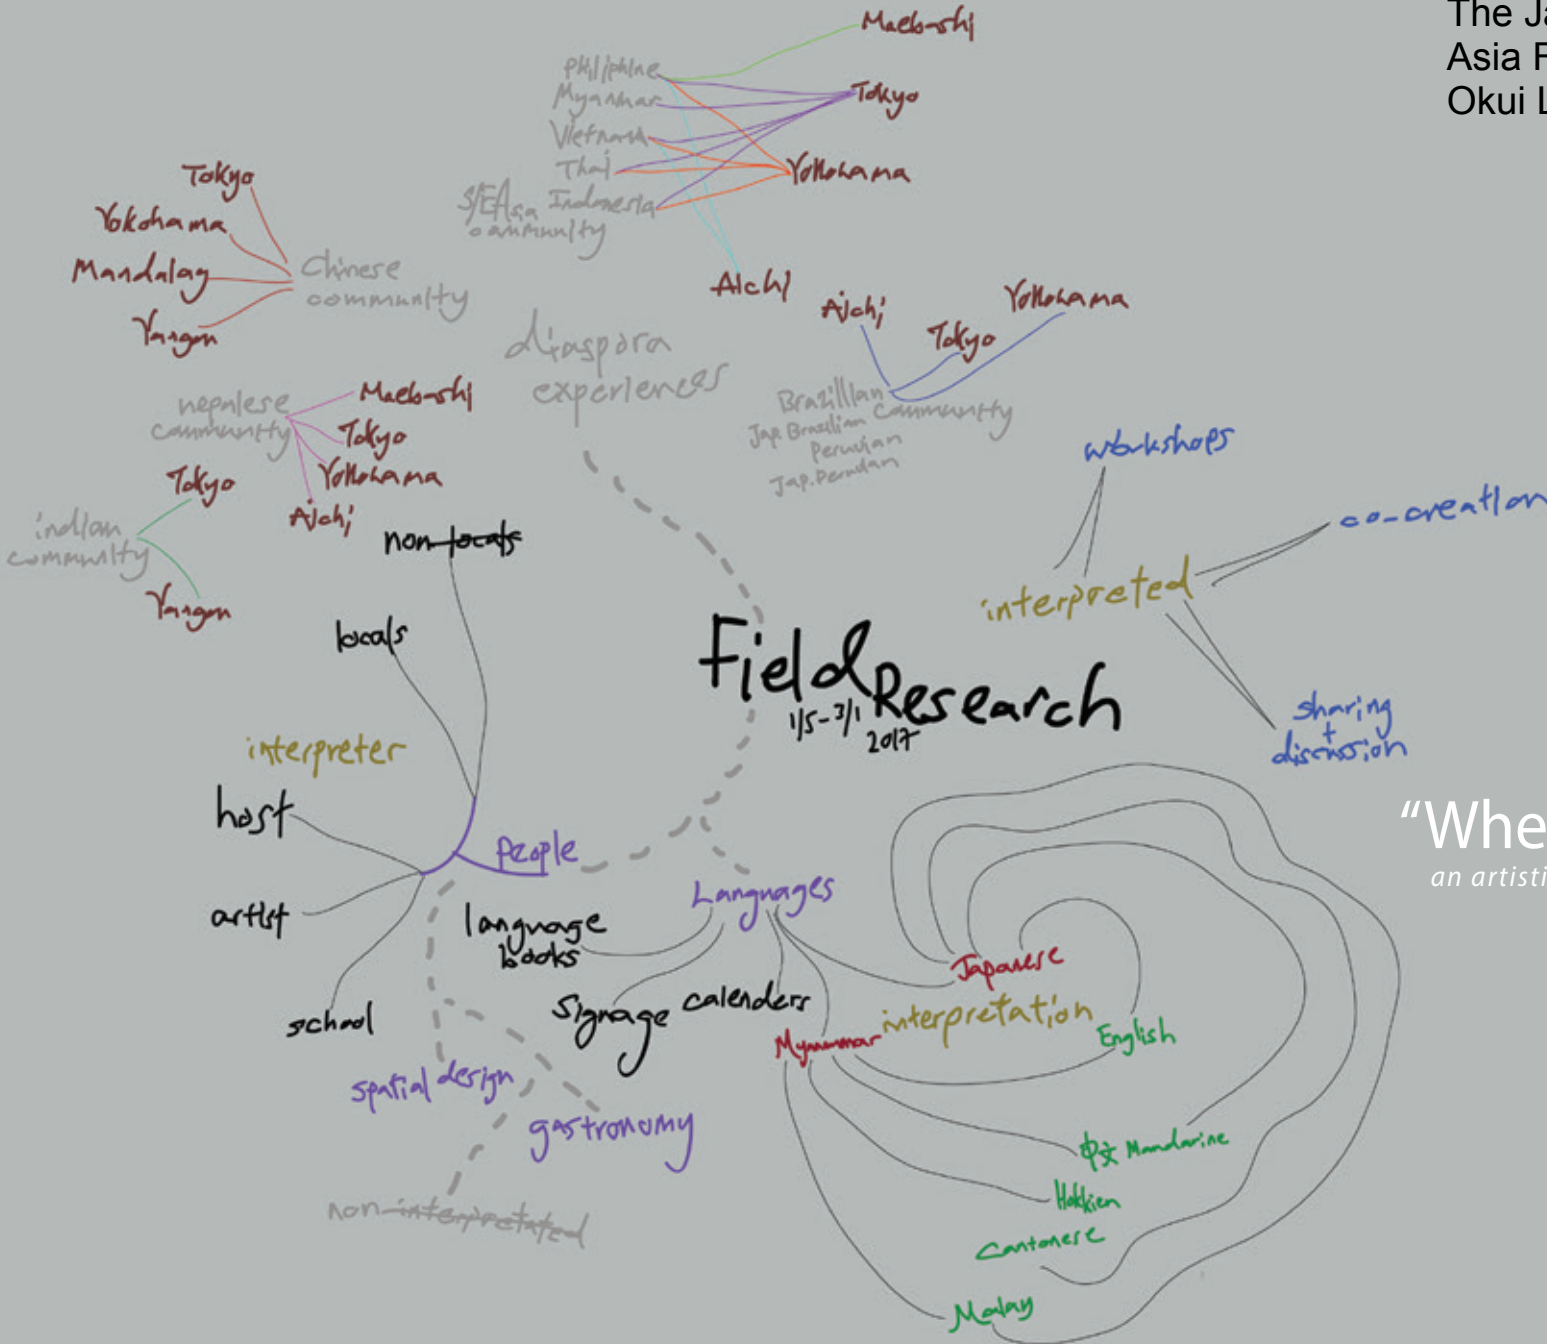 The Ja
Asia F
Okui L
Maebashi
Philiphine
Myanmar
Vietnam
Thai
Indonesia
S/E Asia
community
Tokyo
Yokohama
Aichi
Tokyo
Yokohama
Mandalay
Yangon
Chinese
community
diaspora
experiences
Aichi
Tokyo
Yokohama
Brazillian
community
Jap. Brazilian
Peruvian
Jap. Peruvian
nepalese
community
Maebashi
Tokyo
Yokohama
Aichi
indian
community
Tokyo
Yangon
workshops
co-creation
interpreted
sharing
+
discussion
non-locals
locals
interpreter
host
artist
school
Field
Research
1/5-3/1
2017
People
Languages
language
books
signage
calenders
Japanese
interpretation
Myanmar
English
中文 Mandarine
Hokkien
Cantonese
Malay
spatial design
gastronomy
non-interpretated
“Whe
an artisti